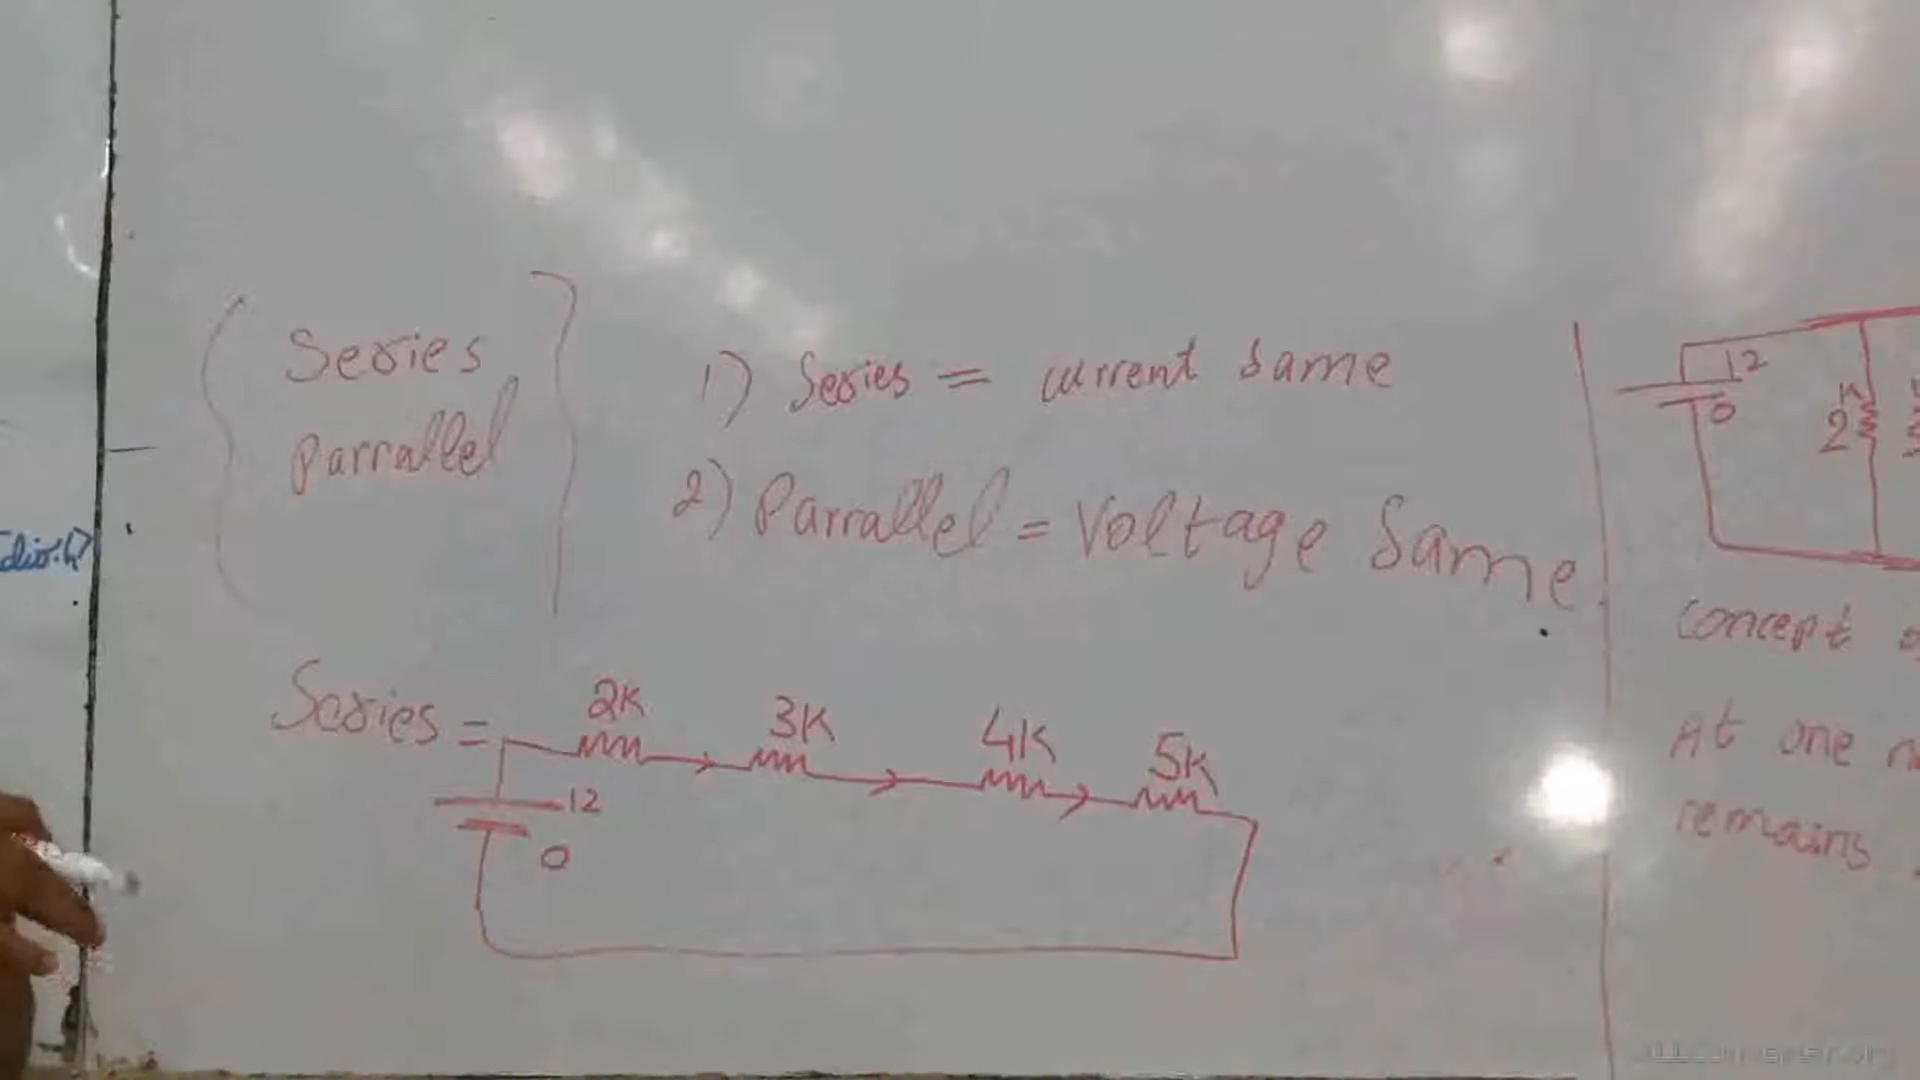 Series,
Parrallel
1) Series = current same
2) Parrallel = Voltage Same
Series =
2K
3K
4K
5K
12
0
12
0
2K
concept
At one
remains